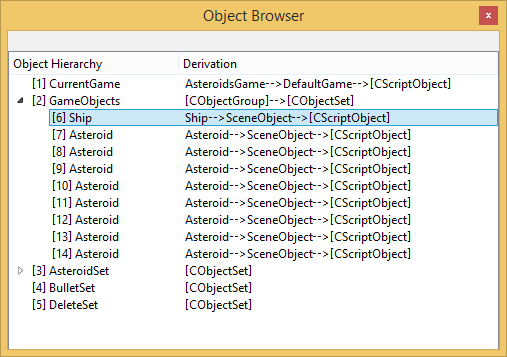 Object Browser
x
Object Hierarchy Derivation
[1] CurrentGame AsteroidsGame-->DefaultGame-->[CScriptObject]
[2] GameObjects [CObjectGroup]-->[CObjectSet]
[6] Ship Ship-->SceneObject-->[CScriptObject]
[7] Asteroid Asteroid-->SceneObject-->[CScriptObject]
[8] Asteroid Asteroid-->SceneObject-->[CScriptObject]
[9] Asteroid Asteroid-->SceneObject-->[CScriptObject]
[10] Asteroid Asteroid-->SceneObject-->[CScriptObject]
[11] Asteroid Asteroid-->SceneObject-->[CScriptObject]
[12] Asteroid Asteroid-->SceneObject-->[CScriptObject]
[13] Asteroid Asteroid-->SceneObject-->[CScriptObject]
[14] Asteroid Asteroid-->SceneObject-->[CScriptObject]
[3] AsteroidSet [CObjectSet]
[4] BulletSet [CObjectSet]
[5] DeleteSet [CObjectSet]